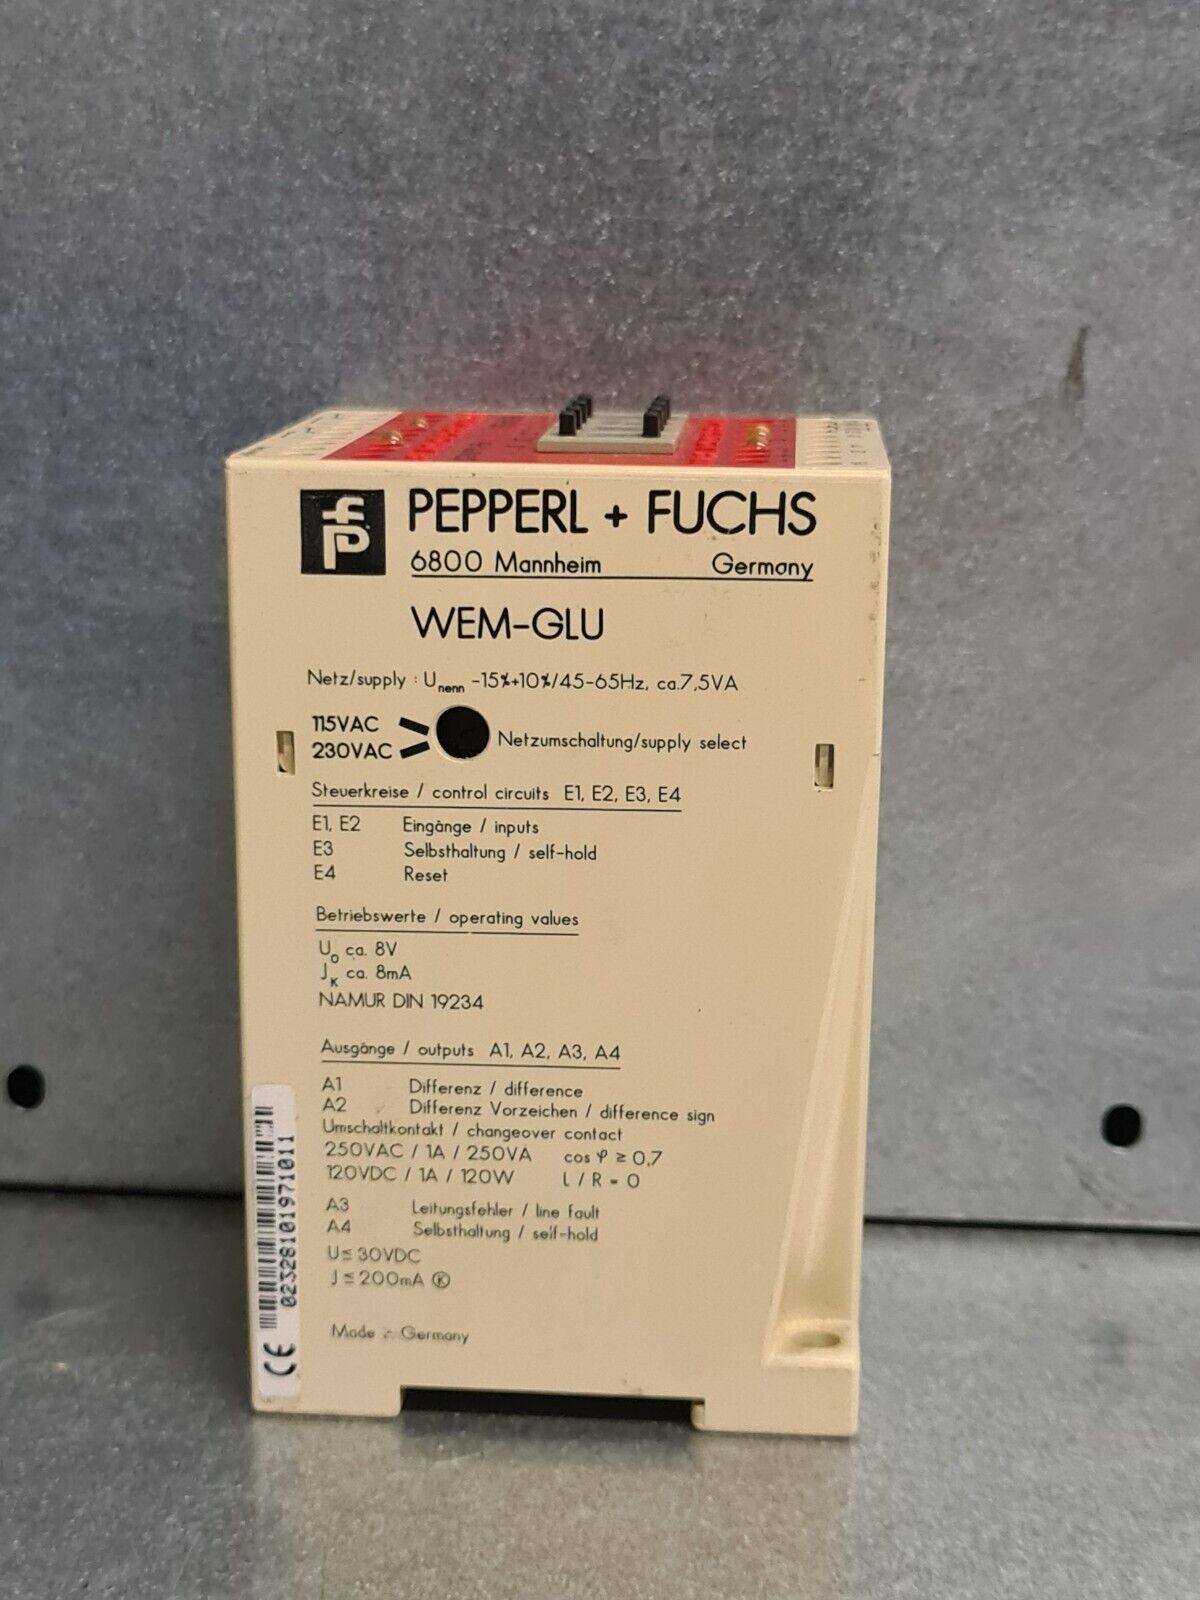 fp PEPPERL + FUCHS
6800 Mannheim Germany
WEM-GLU
Netz/supply : Unenn -15%+10%/45-65Hz, ca.7,5VA
115VAC
230VAC Netzumschaltung/supply select
Steuerkreise / control circuits E1, E2, E3, E4
E1, E2 Eingänge / inputs
E3 Selbsthaltung / self-hold
E4 Reset
Betriebswerte / operating values
Uo ca. 8V
JK ca. 8mA
NAMUR DIN 19234
Ausgänge / outputs A1, A2, A3, A4
A1 Differenz / difference
A2 Differenz Vorzeichen / difference sign
Umschaltkontakt / changeover contact
250VAC / 1A / 250VA cos φ ≥ 0,7
120VDC / 1A / 120W L / R = 0
A3 Leitungsfehler / line fault
A4 Selbsthaltung / self-hold
U ≤ 30VDC
J ≤ 200mA Ⓚ
Made Germany
CE 02328101971011